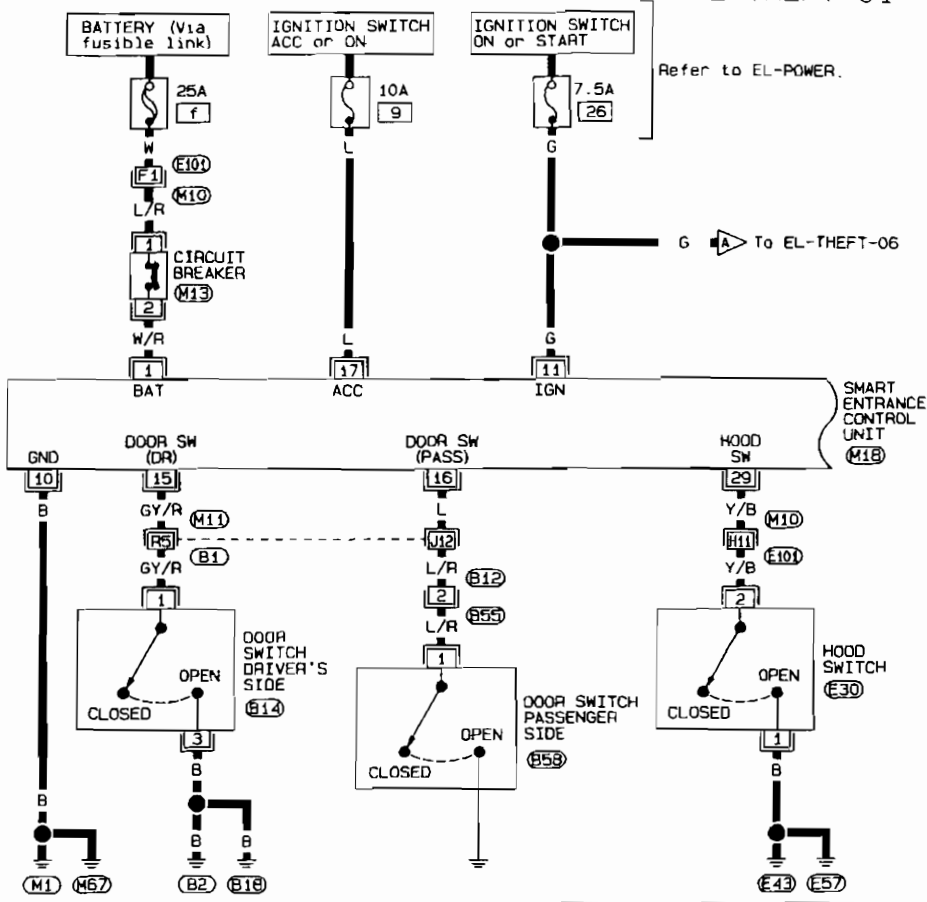 BATTERY (Via
fusible link)
IGNITION SWITCH
ACC or ON
IGNITION SWITCH
ON or START
Refer to EL-POWER.
25A
f
10A
9
7.5A
26
W
L
G
F1
E101
M10
L/R
1
CIRCUIT
BREAKER
M13
2
G
A
To EL-THEFT-06
W/R
L
G
1
17
11
BAT
ACC
IGN
SMART
ENTRANCE
CONTROL
UNIT
M18
GND
DOOR SW
(DR)
DOOR SW
(PASS)
HOOD
SW
10
15
16
29
B
GY/R
L
Y/B
M11
M10
R5
J12
H11
B1
E101
GY/R
L/R
B12
Y/B
1
2
2
B55
L/R
1
DOOR
SWITCH
DRIVER'S
SIDE
B14
OPEN
CLOSED
3
DOOR SWITCH
PASSENGER
SIDE
B58
OPEN
CLOSED
HOOD
SWITCH
E30
OPEN
CLOSED
1
B
B
B
B
B
B
M1
M67
B2
B18
E43
E57